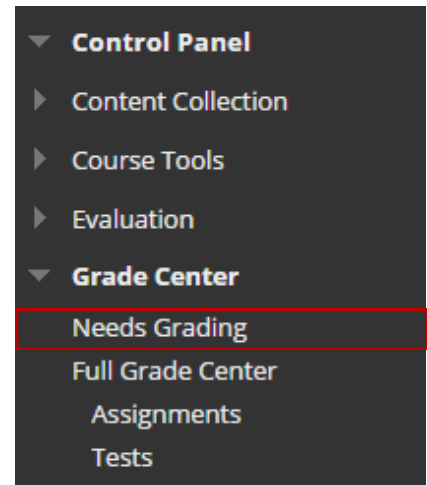 Control Panel
Content Collection
Course Tools
Evaluation
Grade Center
Needs Grading
Full Grade Center
Assignments
Tests